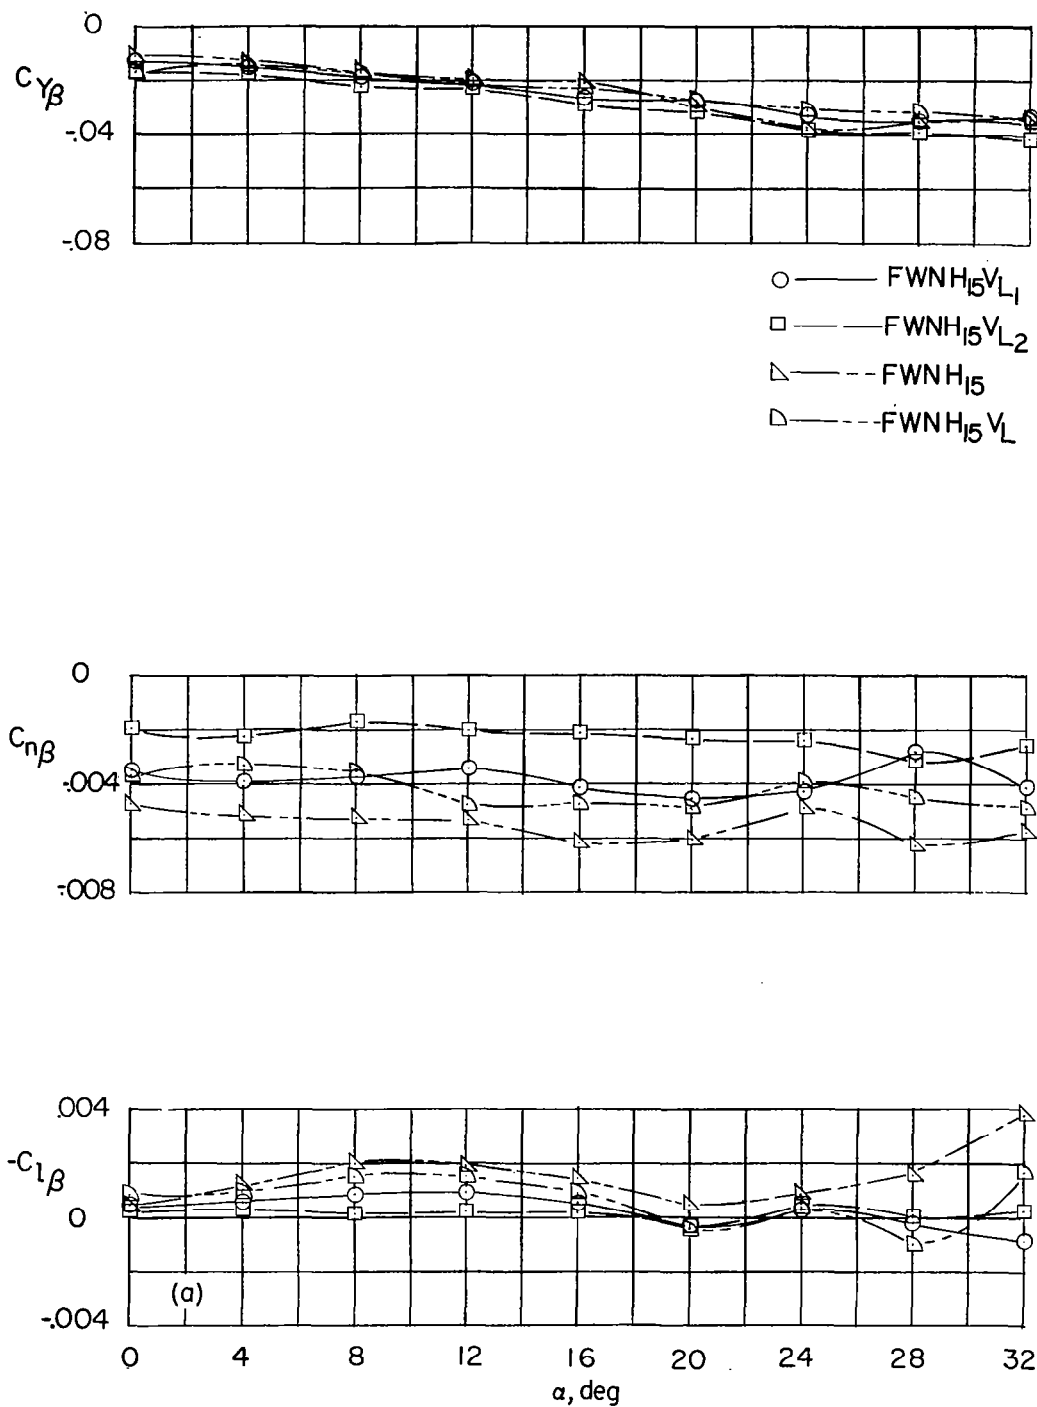 0
C Yβ
-.04
-.08
FWNH15VL1
FWNH15VL2
FWNH15
FWNH15VL
0
Cnβ
-.004
-.008
.004
-Clβ
0
(a)
-.004
0 4 8 12 16 20 24 28 32
α, deg